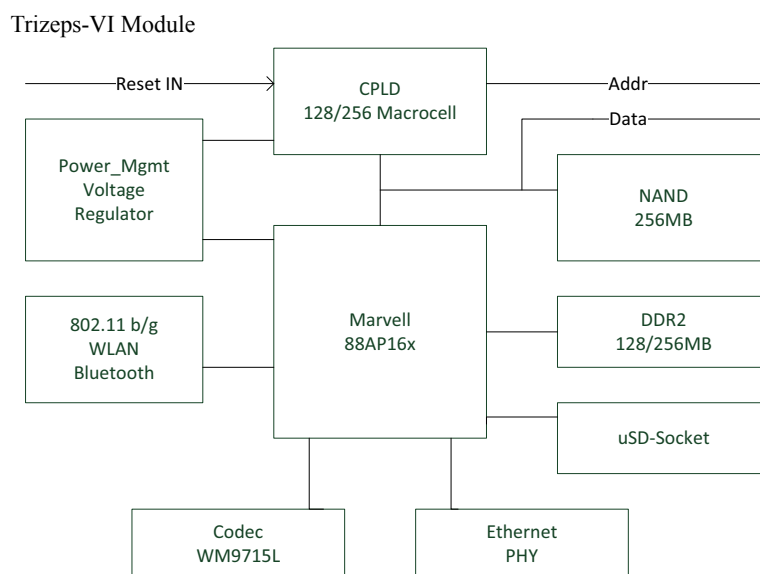 Trizeps-VI Module
Reset IN
CPLD
128/256 Macrocell
Addr
Data
Power_Mgmt
Voltage
Regulator
NAND
256MB
802.11 b/g
WLAN
Bluetooth
Marvell
88AP16x
DDR2
128/256MB
uSD-Socket
Codec
WM9715L
Ethernet
PHY